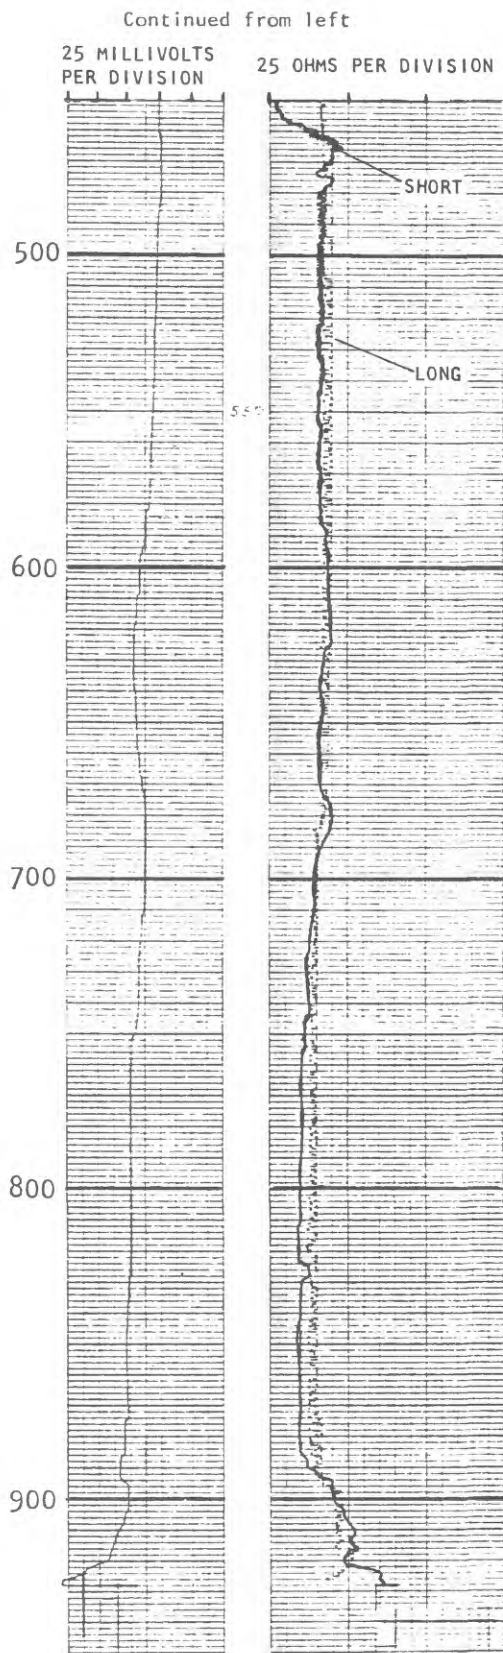 Continued from left
25 MILLIVOLTS
PER DIVISION
25 OHMS PER DIVISION
SHORT
500
LONG
600
700
800
900